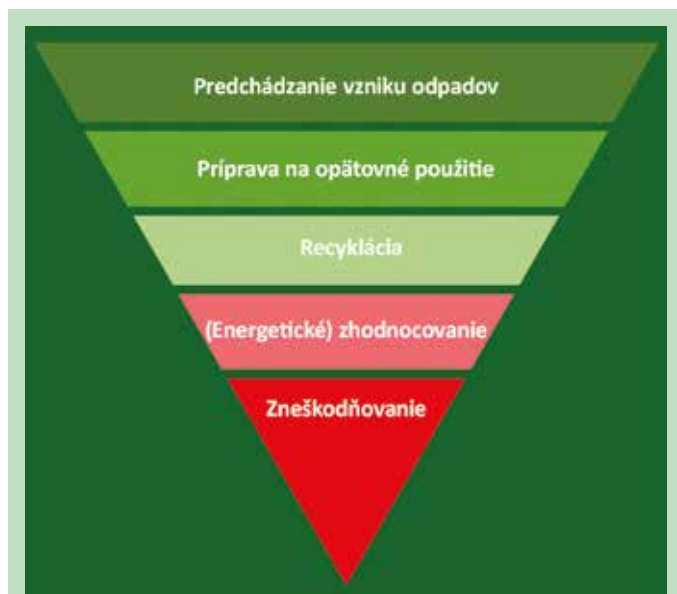 Predchádzanie vzniku odpadov
Príprava na opätovné použitie
Recyklácia
(Energetické) zhodnocovanie
Zneškodňovanie